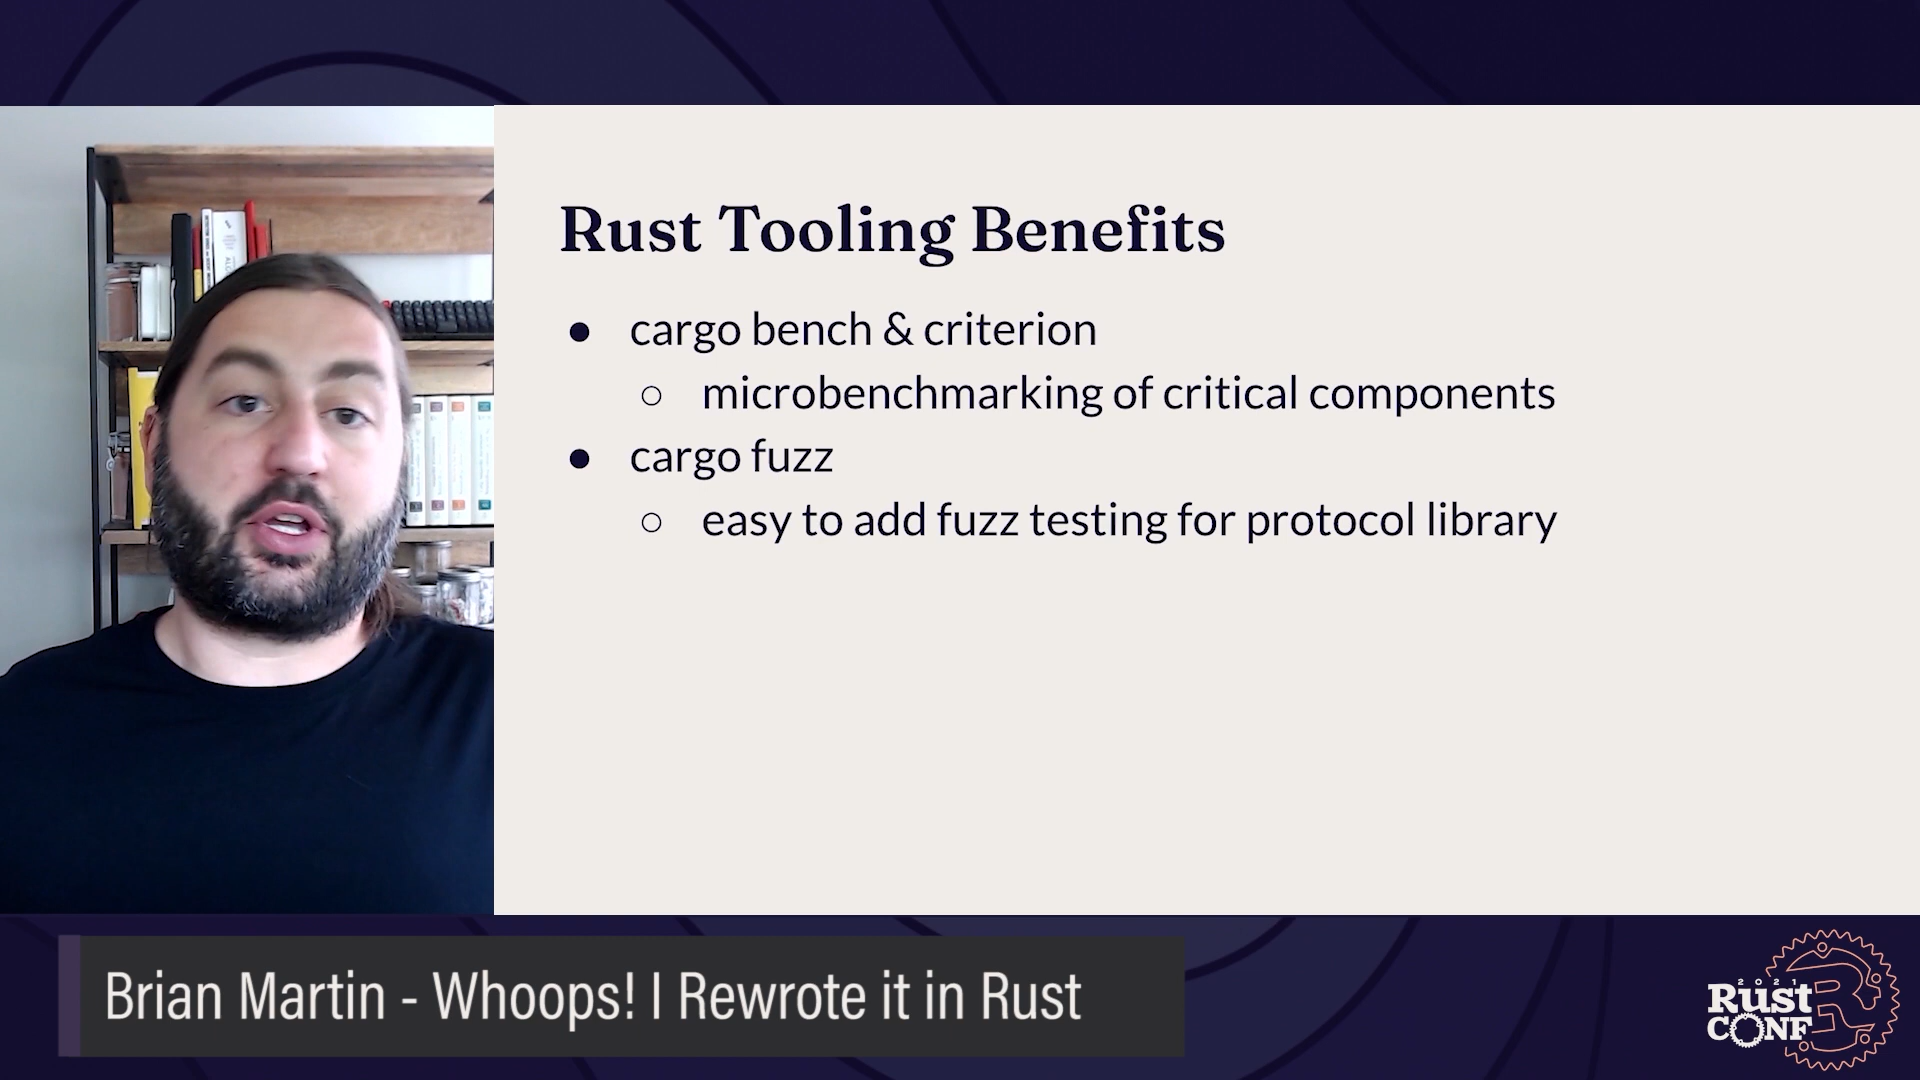 Rust Tooling Benefits
● cargo bench & criterion
○ microbenchmarking of critical components
● cargo fuzz
○ easy to add fuzz testing for protocol library
Brian Martin - Whoops! I Rewrote it in Rust
2021
Rust
CONF
R